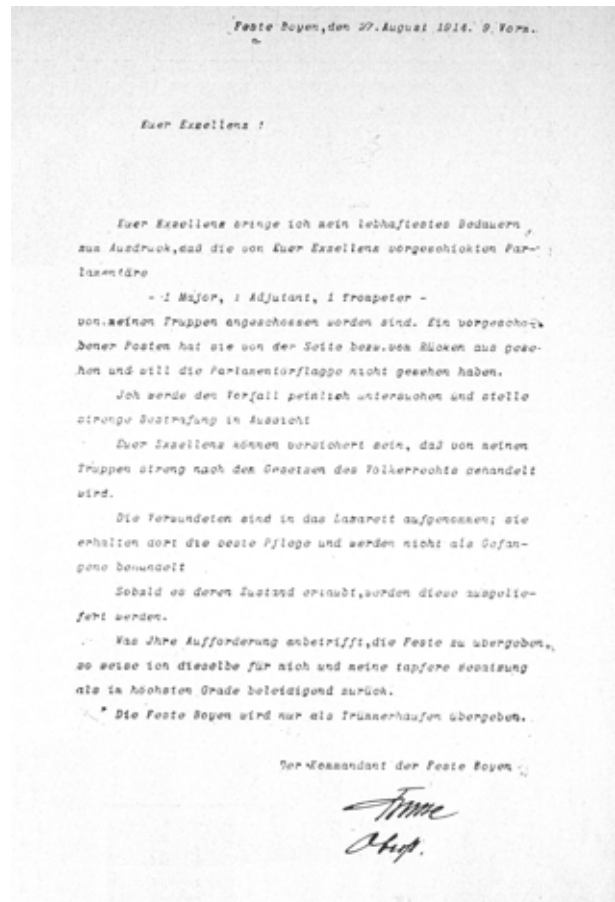 Feste Boyen, den 27. August 1914. 9 Vorm.
Euer Exzellenz !
Euer Exzellenz bringe ich mein lebhaftestes Bedauern
zum Ausdruck, daß die von Euer Exzellenz vorgeschickten Par-
lamentäre
- 1 Major, 1 Adjutant, 1 Trompeter -
von meinen Truppen angeschossen worden sind. Ein vorgescho-
bener Posten hat sie von der Seite bezw. vom Rücken aus gese-
hen und will die Parlamentärflagge nicht gesehen haben.
Jch werde den Vorfall peinlich untersuchen und stelle
strenge Bestrafung in Aussicht
Euer Exzellenz können versichert sein, daß von meinen
Truppen streng nach den Gesetzen des Völkerrechts gehandelt
wird.
Die Verwundeten sind in das Lazarett aufgenommen; sie
erhalten dort die beste Pflege und werden nicht als Gefan-
gene behandelt
Sobald es deren Zustand erlaubt, werden diese ausgelie-
fert werden.
Was Jhre Aufforderung anbetrifft, die Feste zu übergeben,
so weise ich dieselbe für mich und meine tapfere Besatzung
als im höchsten Grade beleidigend zurück.
Die Feste Boyen wird nur als Trümmerhaufen übergeben.
Der Kommandant der Feste Boyen
Oberst.